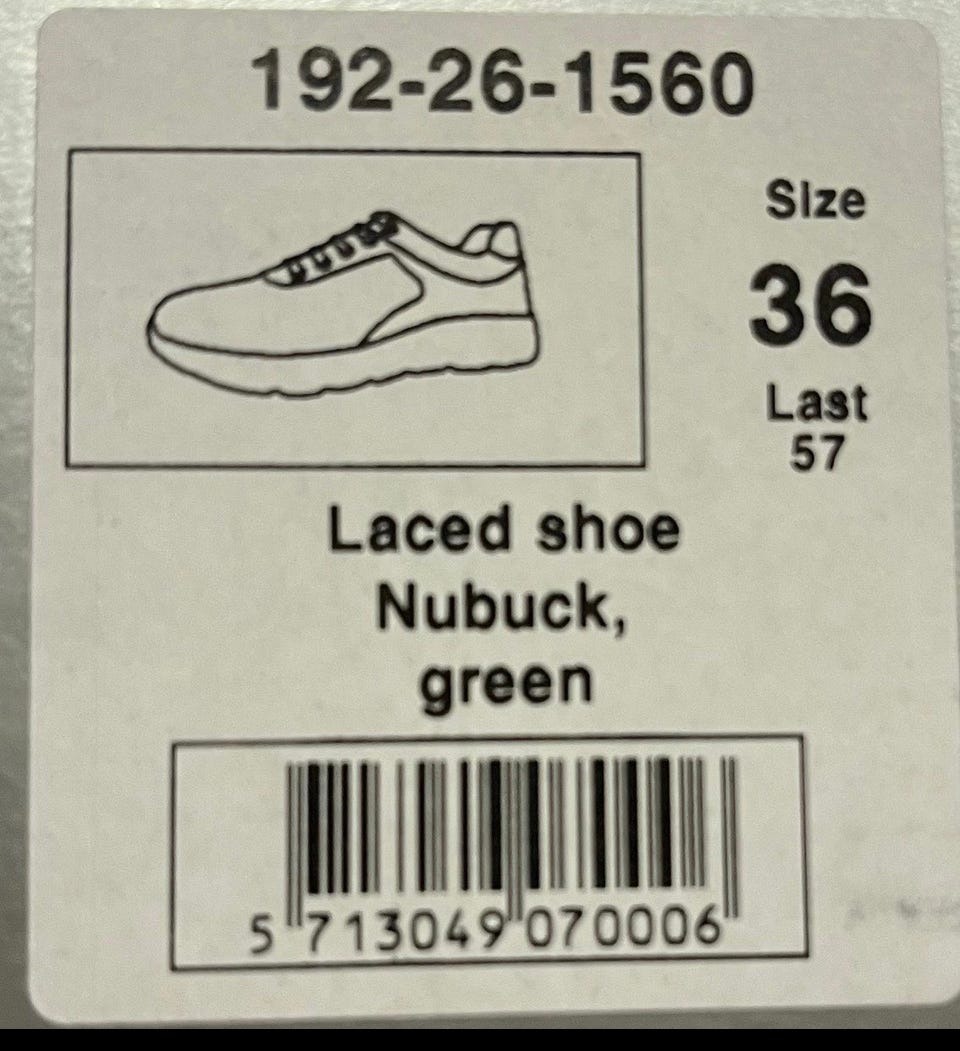 192-26-1560
Size
36
Last
57
Laced shoe
Nubuck,
green
5 713049 070006